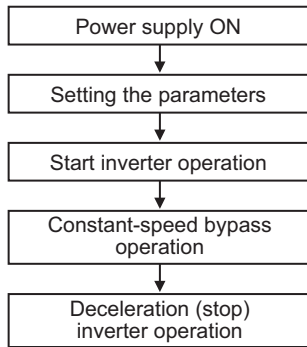 Power supply ON
Setting the parameters
Start inverter operation
Constant-speed bypass
operation
Deceleration (stop)
inverter operation